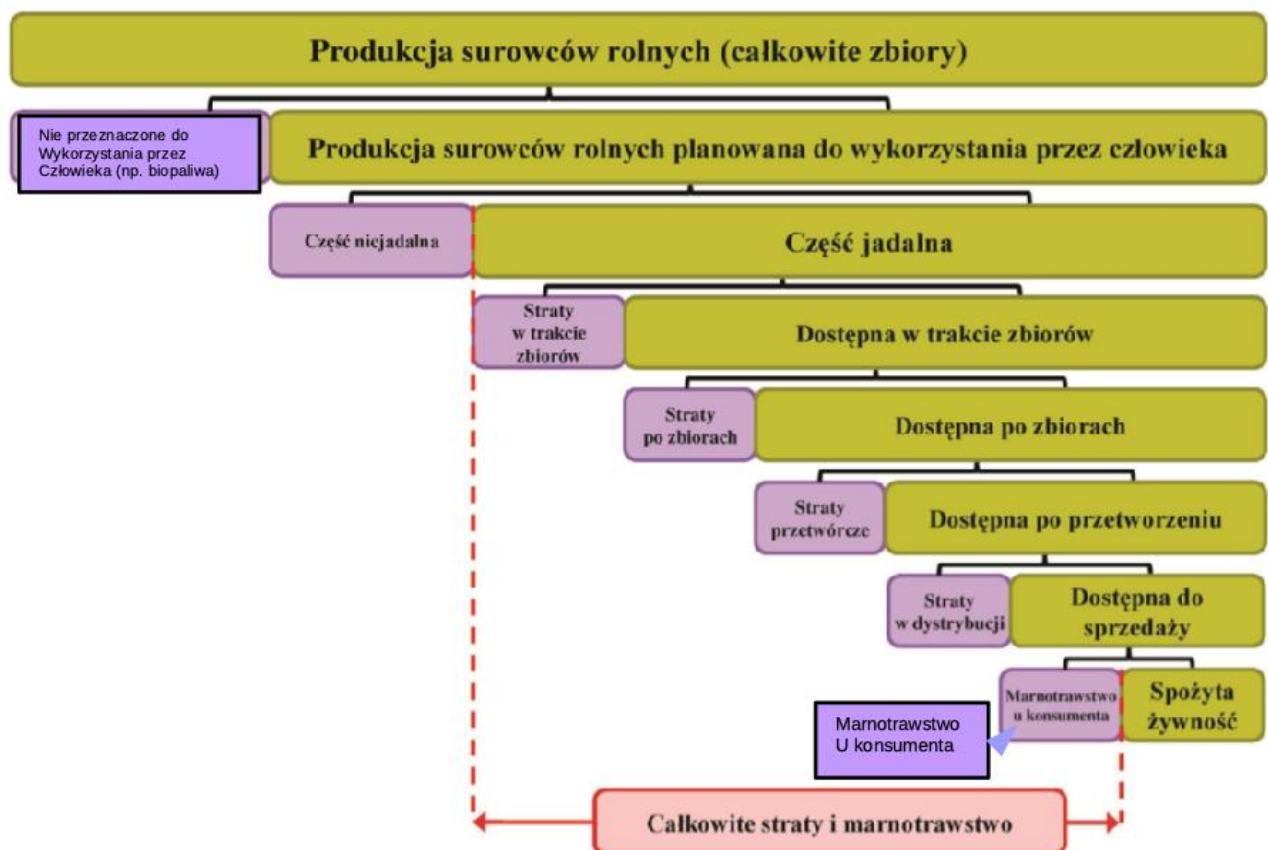 Produkcja surowców rolnych (całkowite zbiory)
Nie przeznaczone do
Wykorzystania przez
Człowieka (np. biopaliwa)
Produkcja surowców rolnych planowana do wykorzystania przez człowieka
Część niejadalna
Część jadalna
Straty
w trakcie
zbiorów
Dostępna w trakcie zbiorów
Straty
po zbiorach
Dostępna po zbiorach
Straty
przetwórcze
Dostępna po przetworzeniu
Straty
w dystrybucji
Dostępna do
sprzedaży
Marnotrawstwo
u konsumenta
Spożyta
żywność
Marnotrawstwo
U konsumenta
Całkowite straty i marnotrawstwo